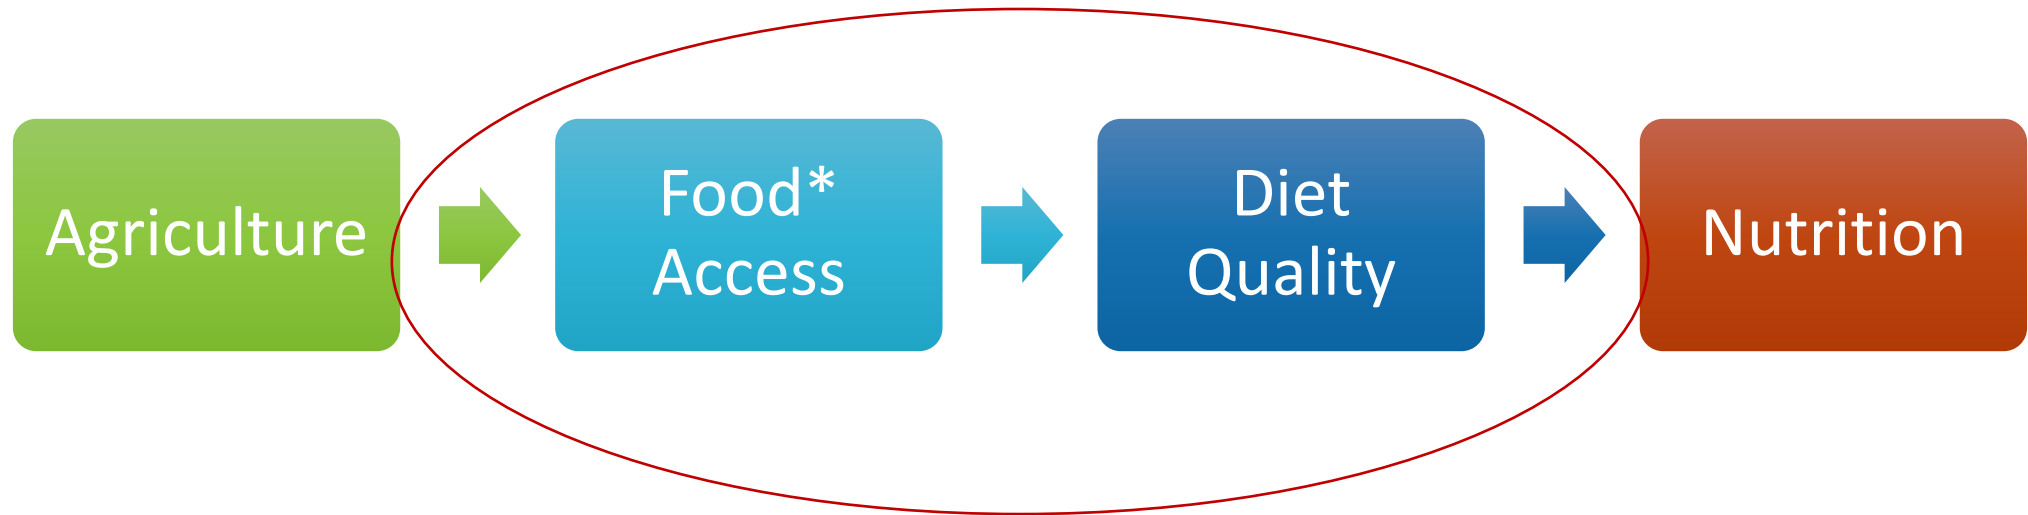 Agriculture
Food*
Access
Diet
Quality
Nutrition